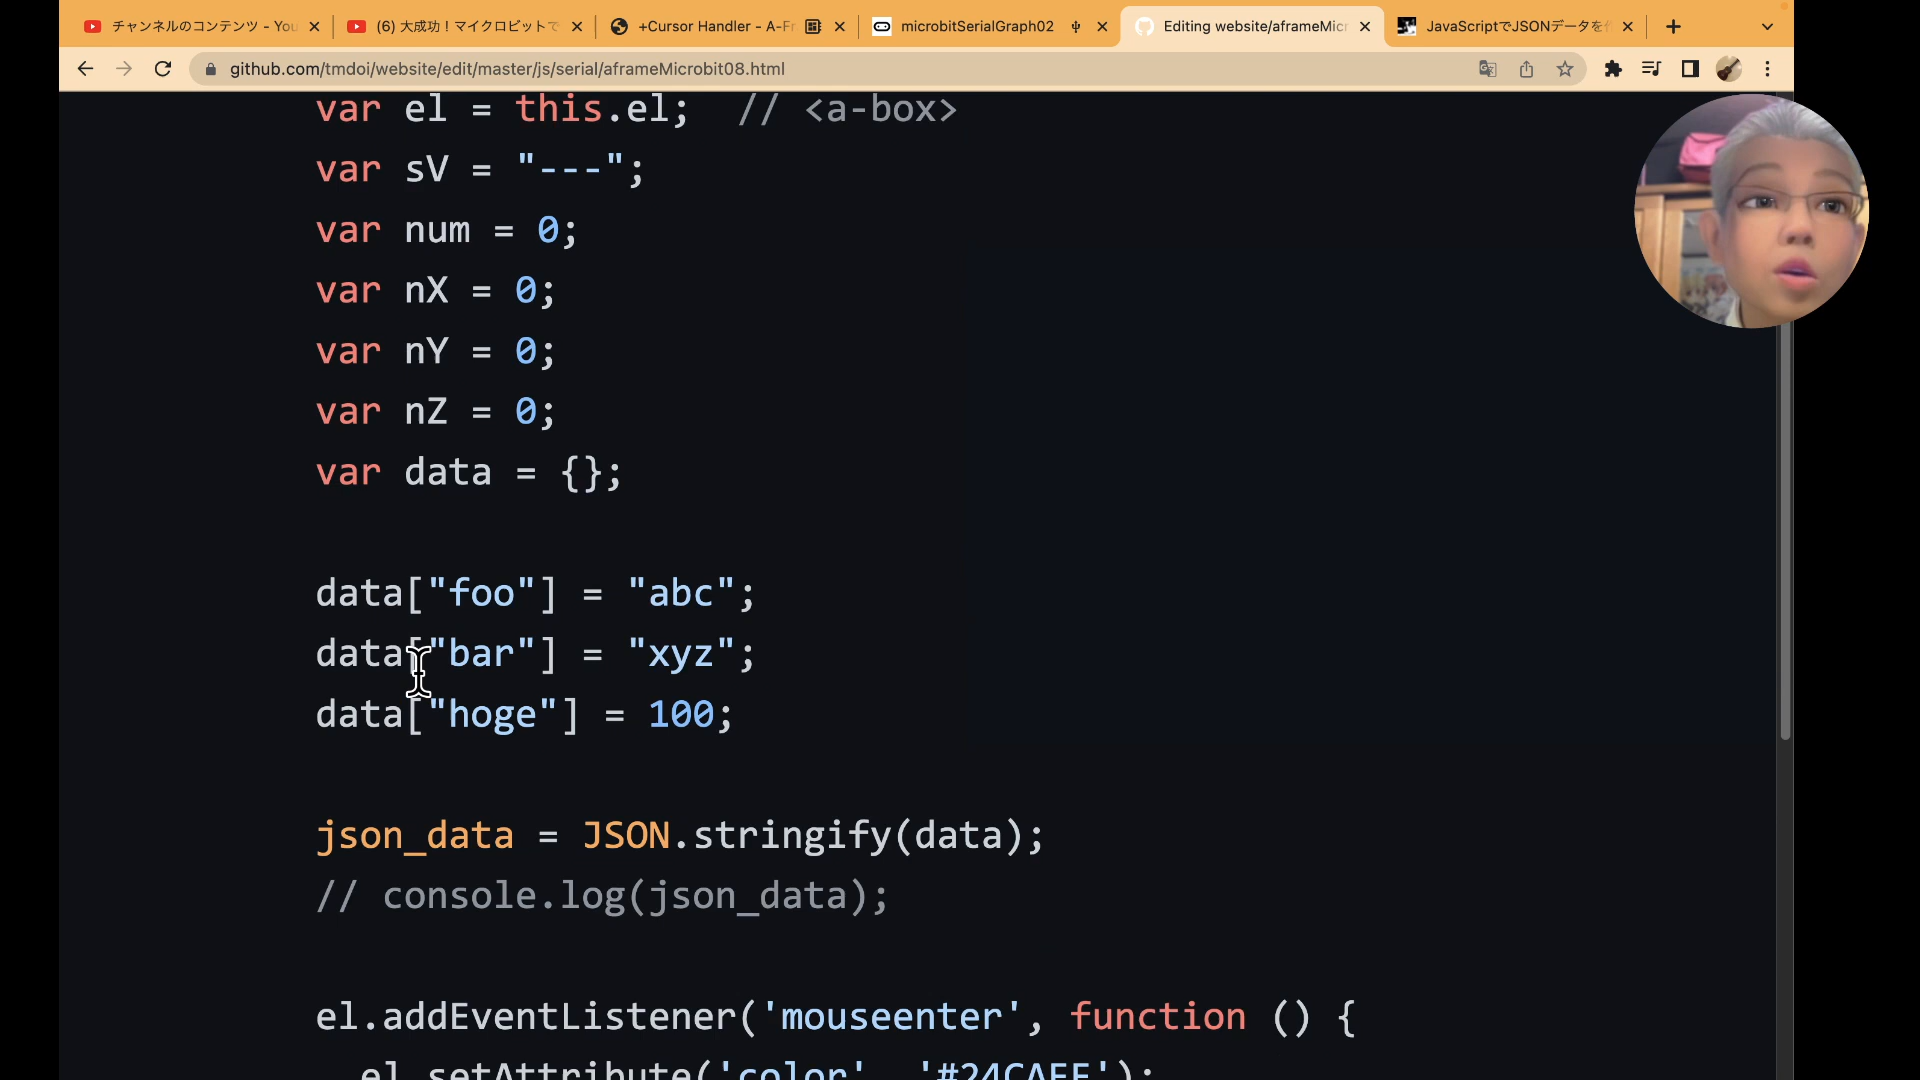 チャンネルのコンテンツ - You
(6) 大成功！マイクロビットで
+Cursor Handler - A-Fr
microbitSerialGraph02
Editing website/aframeMicr
JavaScriptでJSONデータを
github.com/tmdoi/website/edit/master/js/serial/aframeMicrobit08.html
var el = this.el;  // <a-box>
var sV = "---";
var num = 0;
var nX = 0;
var nY = 0;
var nZ = 0;
var data = {};
data["foo"] = "abc";
data["bar"] = "xyz";
data["hoge"] = 100;
json_data = JSON.stringify(data);
// console.log(json_data);
el.addEventListener('mouseenter', function () {
el.setAttribute('color', '#24CAFF');